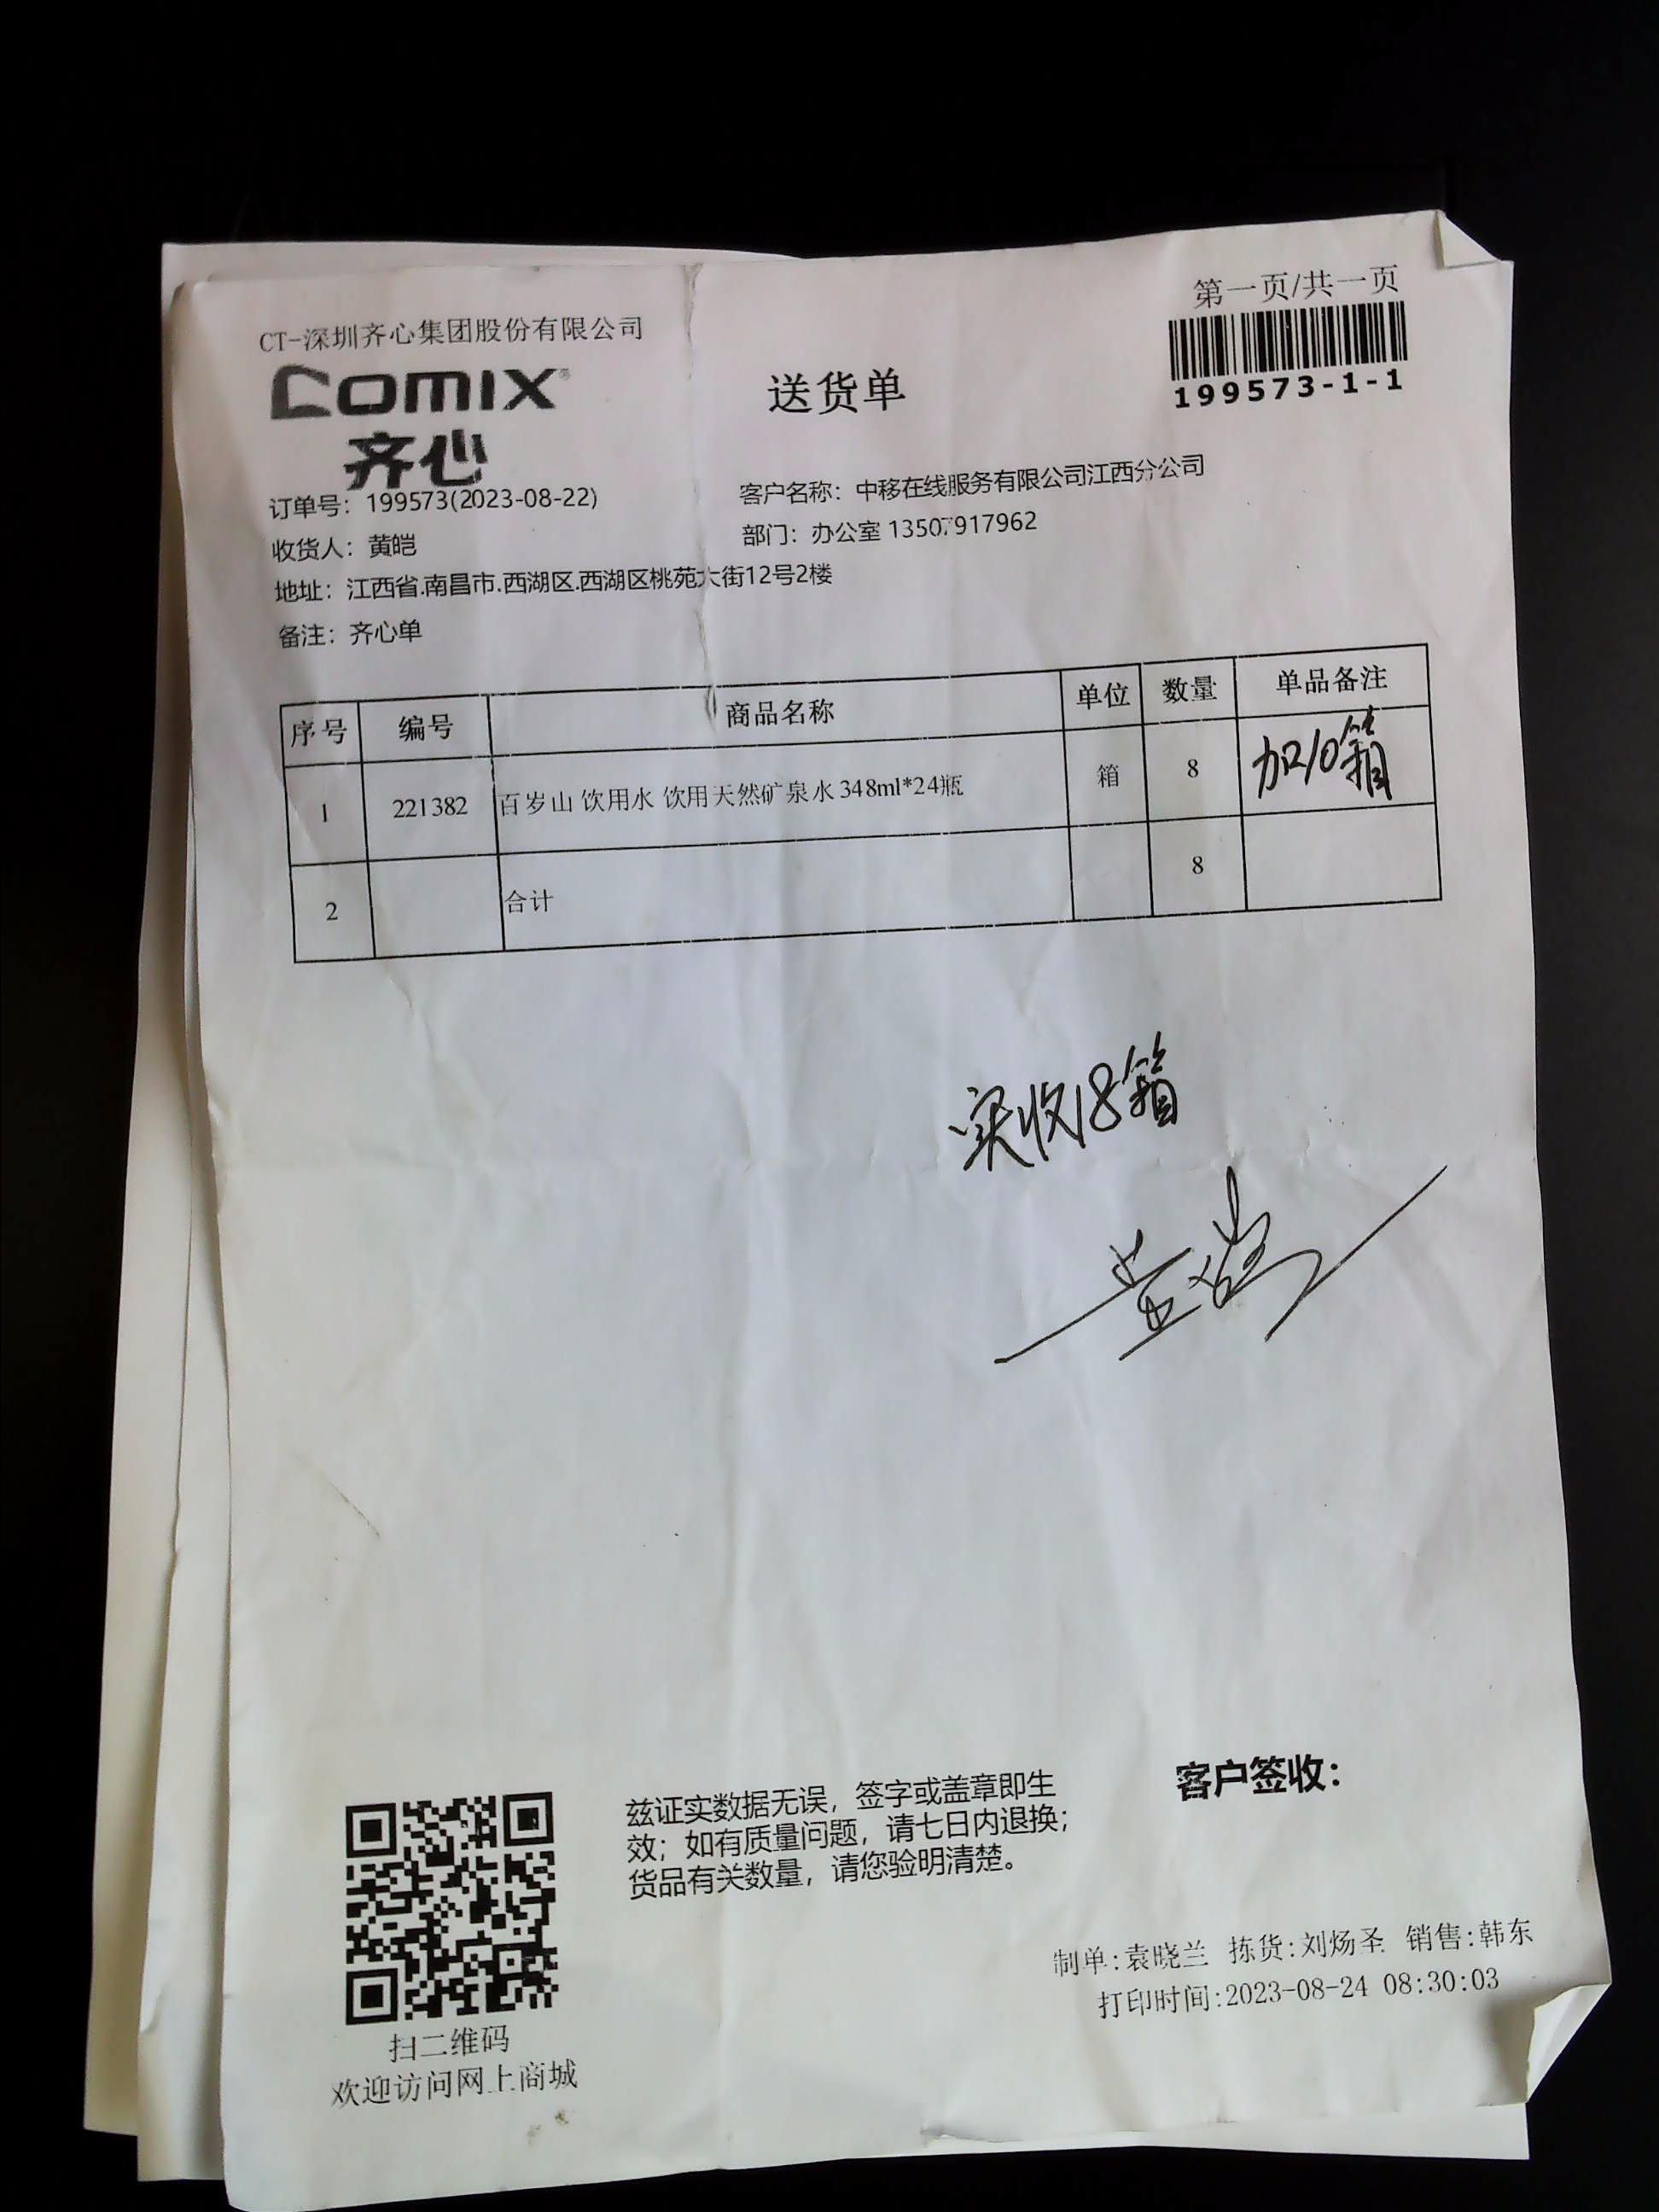 第一页/共一页
CT-深圳齐心集团股份有限公司
comix®
齐心
送货单
199573-1-1
订单号：199573(2023-08-22)
客户名称：中移在线服务有限公司江西分公司
收货人：黄皑
部门：办公室 13507917962
地址：江西省.南昌市.西湖区.西湖区桃苑大街12号2楼
备注：齐心单
序号 编号 商品名称 单位 数量 单品备注
1 221382 百岁山 饮用水 饮用天然矿泉水 348ml*24瓶 箱 8 加10箱
2 合计 8
实收18箱
客户签收：
兹证实数据无误，签字或盖章即生
效；如有质量问题，请七日内退换；
货品有关数量，请您验明清楚。
制单:袁晓兰 拣货:刘炀圣 销售:韩东
打印时间:2023-08-24 08:30:03
扫二维码
欢迎访问网上商城